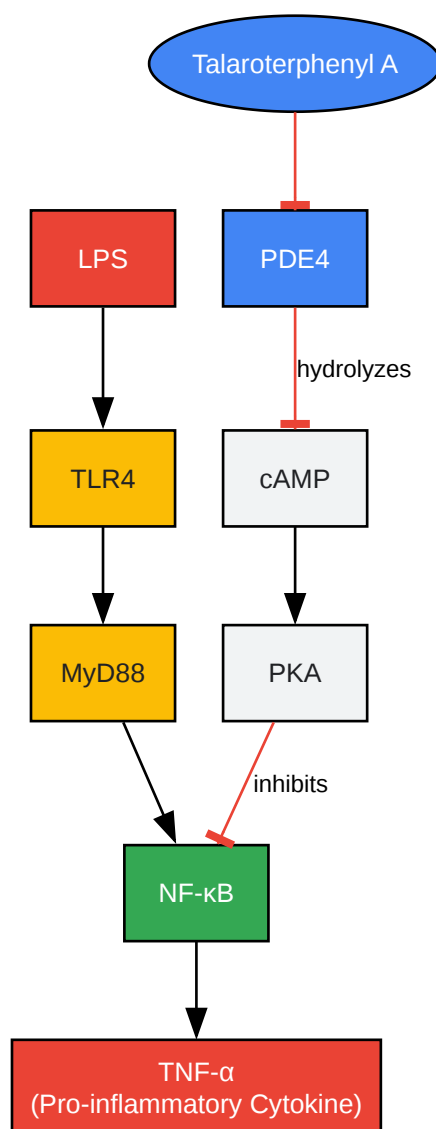 Talaroterphenyl A
LPS
PDE4
hydrolyzes
TLR4
cAMP
MyD88
PKA
inhibits
NF-κB
TNF-α
(Pro-inflammatory Cytokine)